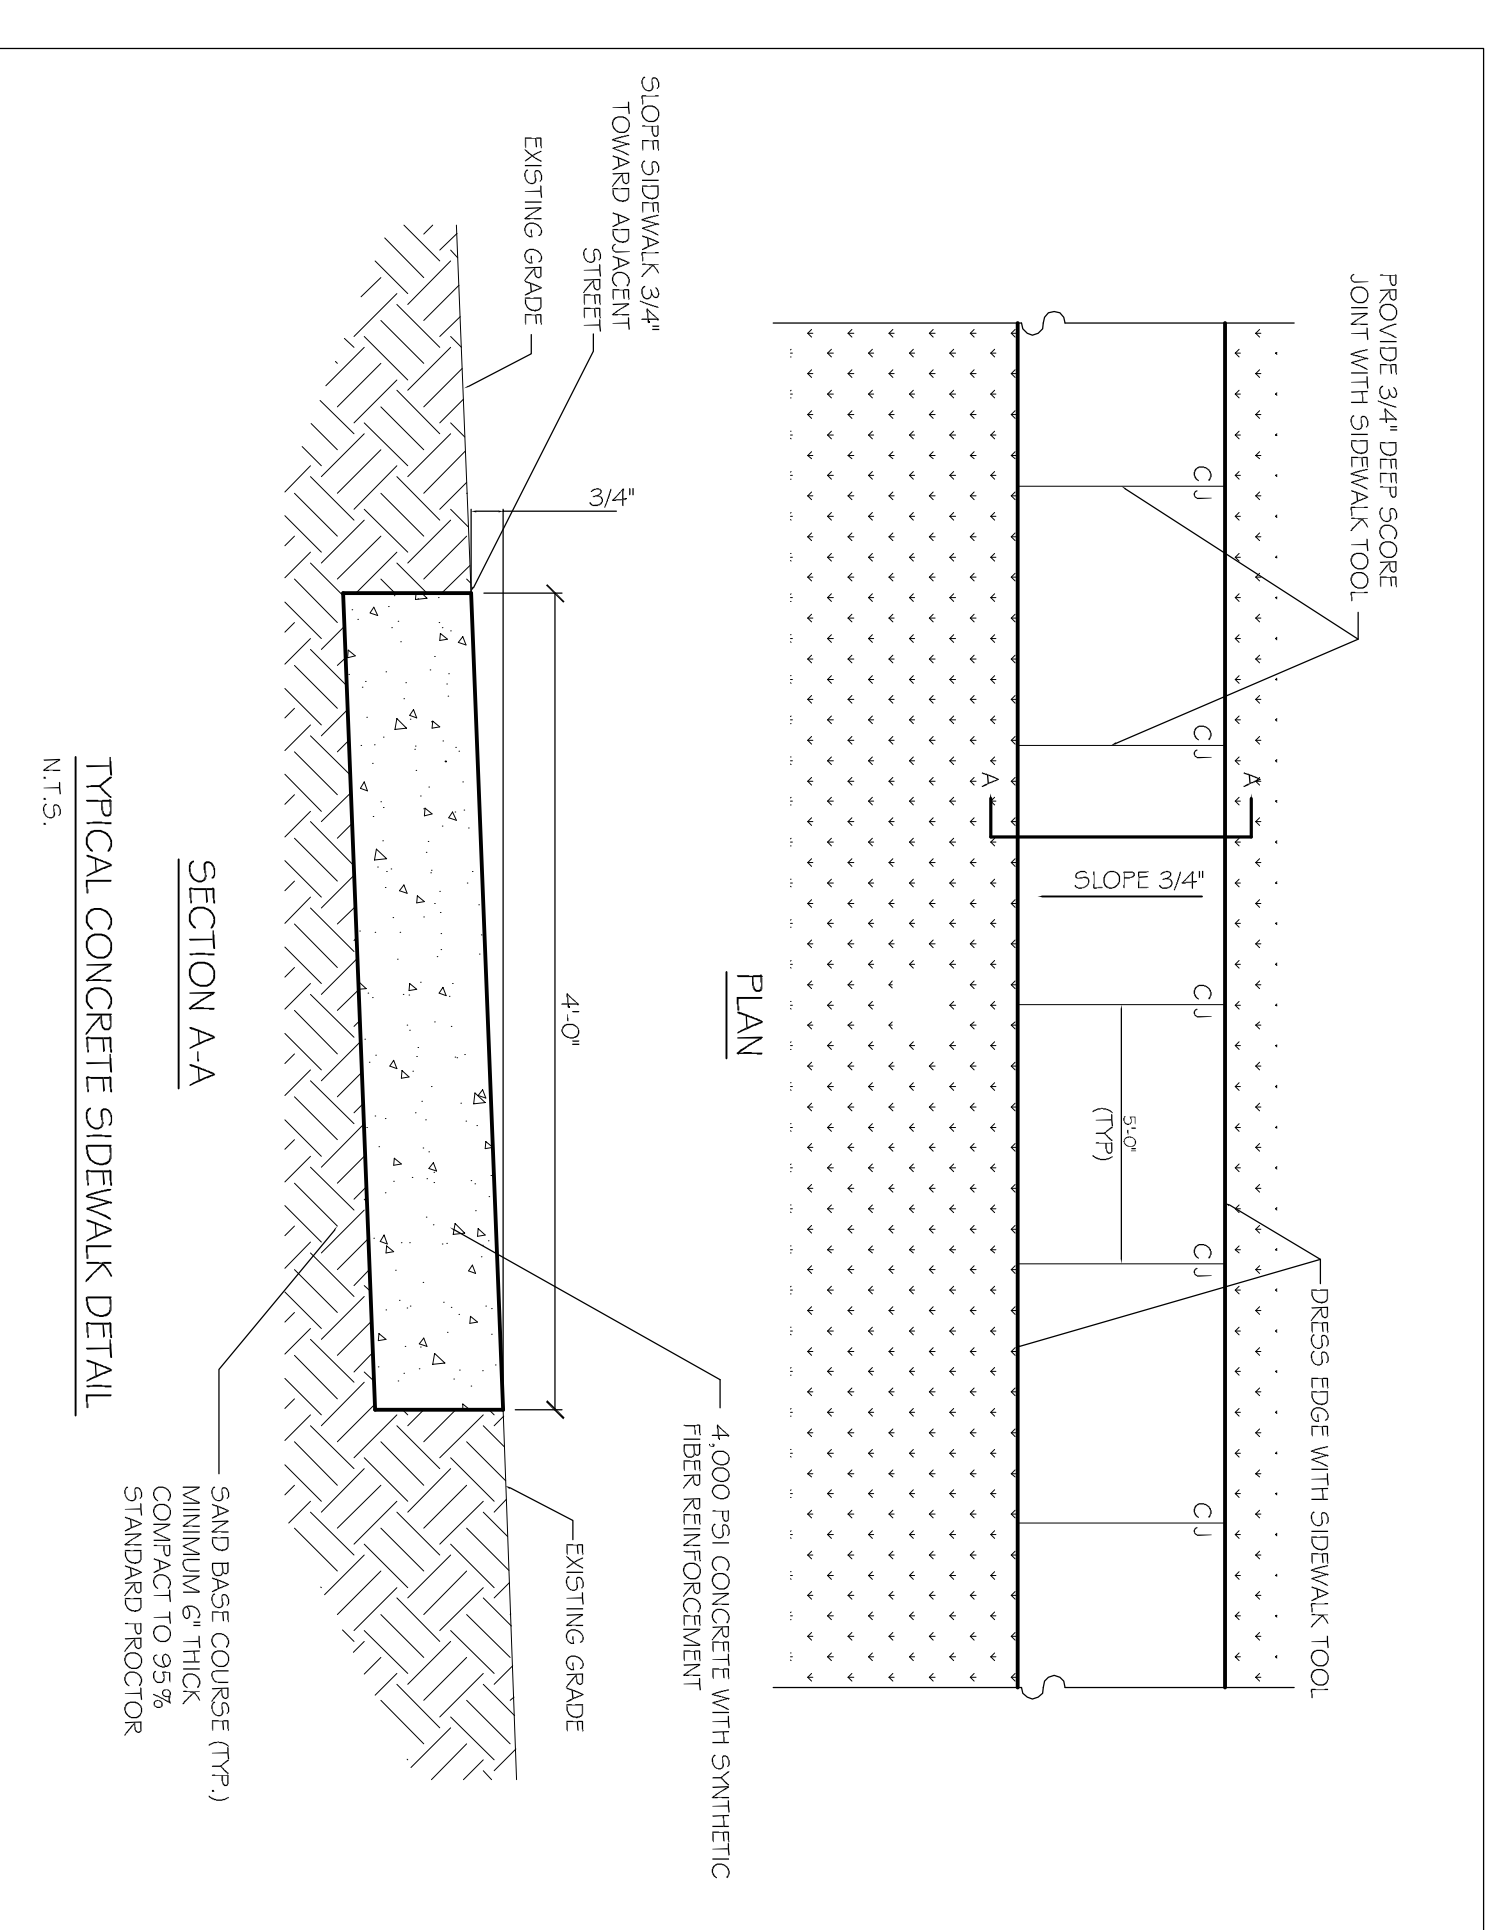 PROVIDE 3/4" DEEP SCORE
JOINT WITH SIDEWALK TOOL
DRESS EDGE WITH SIDEWALK TOOL
CJ
CJ
CJ
CJ
CJ
A
A
SLOPE 3/4"
5'-0"
(TYP)
PLAN
SLOPE SIDEWALK 3/4"
TOWARD ADJACENT
STREET
EXISTING GRADE
3/4"
4'-0"
4,000 PSI CONCRETE WITH SYNTHETIC
FIBER REINFORCEMENT
EXISTING GRADE
SAND BASE COURSE (TYP.)
MINIMUM 6" THICK
COMPACT TO 95%
STANDARD PROCTOR
SECTION A-A
TYPICAL CONCRETE SIDEWALK DETAIL
N.T.S.